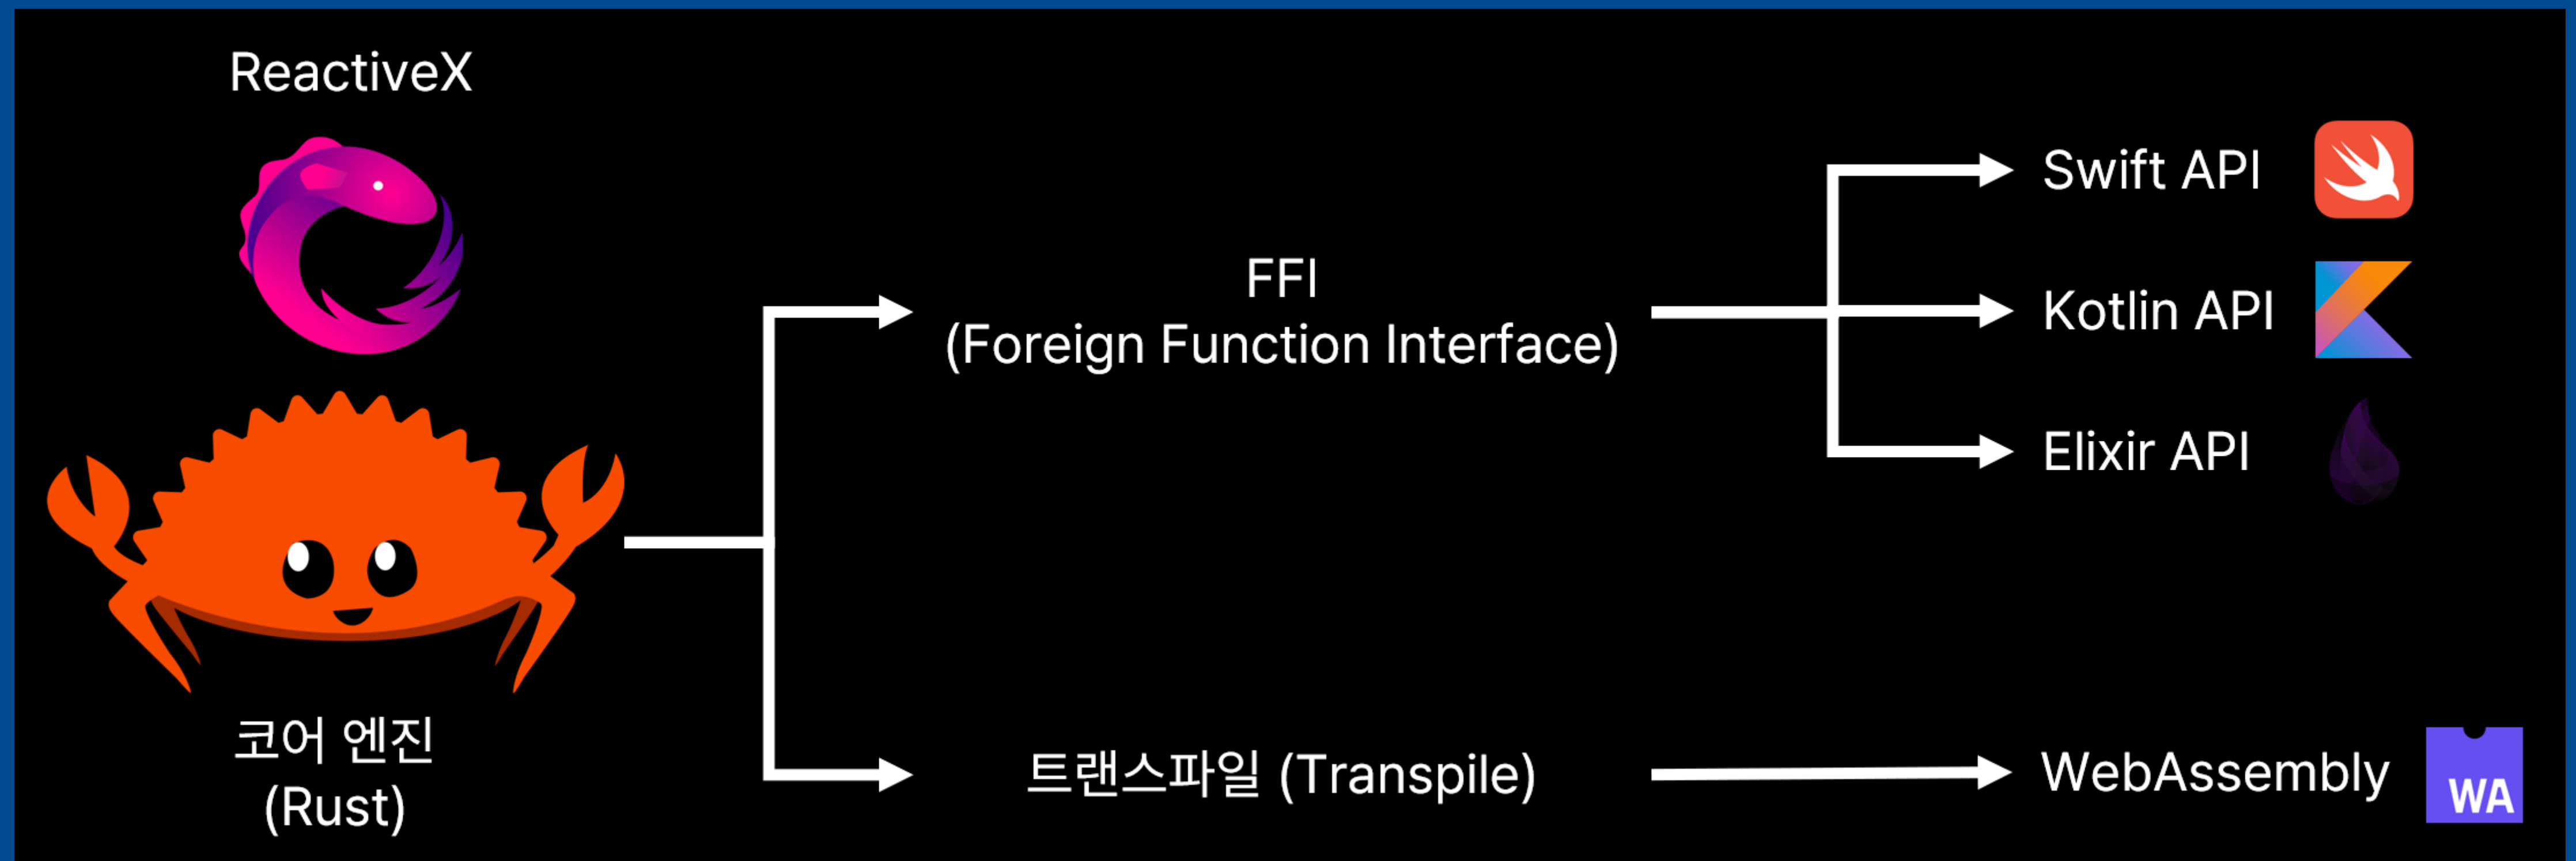 ReactiveX
코어 엔진
(Rust)
FFI
(Foreign Function Interface)
트랜스파일 (Transpile)
Swift API
Kotlin API
Elixir API
WebAssembly
WA